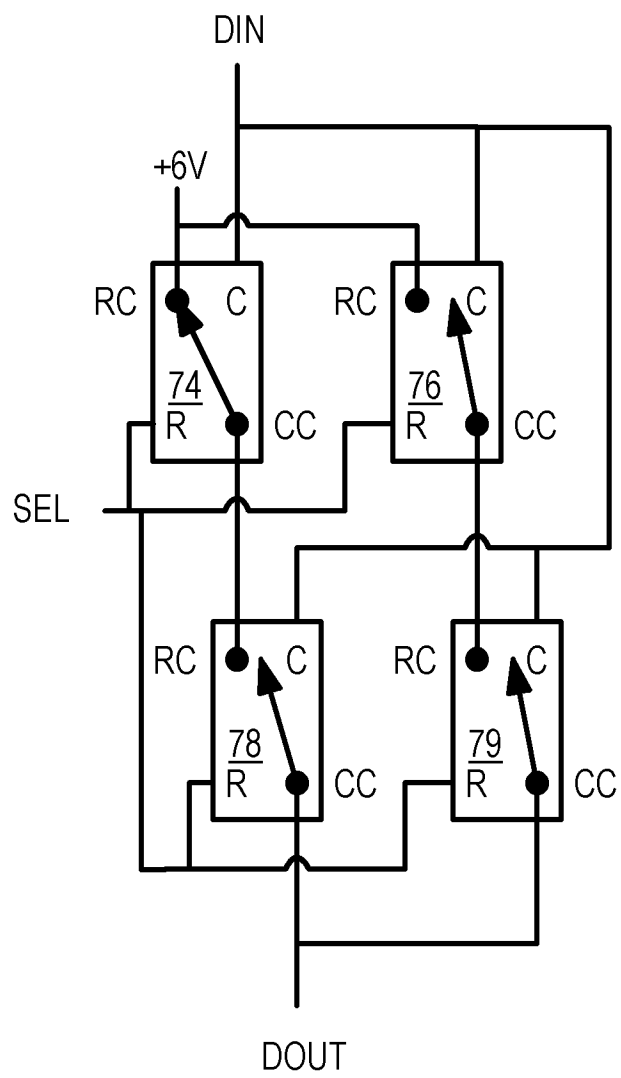 DIN
+6V
RC C RC C
74 76
R CC R CC
SEL
RC C RC C
78 79
R CC R CC
DOUT